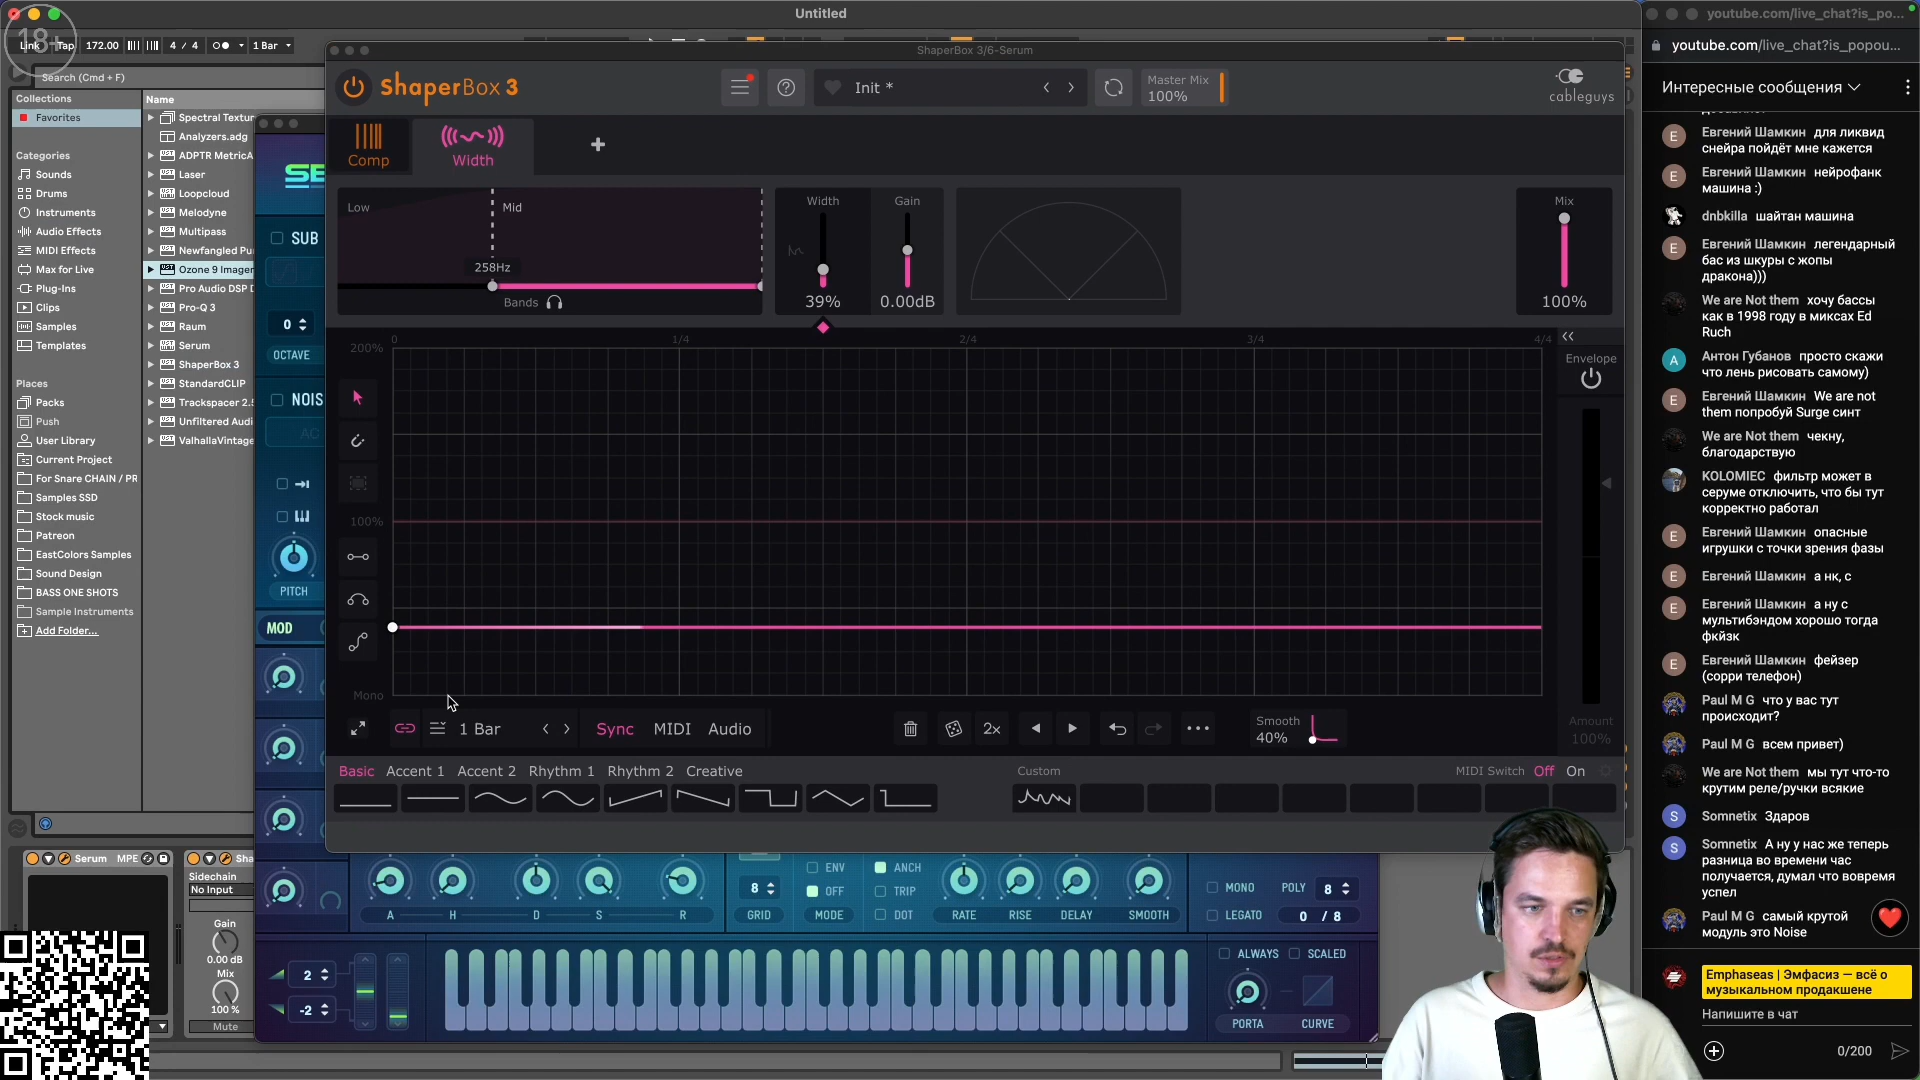 Untitled
18+
Link
Tap
172.00
4 / 4
1 Bar
Search (Cmd + F)
Collections
Favorites
Categories
Sounds
Drums
Instruments
Audio Effects
MIDI Effects
Max for Live
Plug-Ins
Clips
Samples
Templates
Places
Packs
Push
User Library
Current Project
For Snare CHAIN / PR
Samples SSD
Stock music
Patreon
EastColors Samples
Sound Design
BASS ONE SHOTS
Sample Instruments
Add Folder...
Name
Spectral Textur
Analyzers.adg
ADPTR MetricA
Laser
Loopcloud
Melodyne
Multipass
Newfangled Pu
Ozone 9 Imager
Pro Audio DSP D
Pro-Q 3
Raum
Serum
ShaperBox 3
StandardCLIP
Trackspacer 2.5
Unfiltered Audi
ValhallaVintage
SUB
0
OCTAVE
NOIS
PITCH
MOD
ShaperBox 3/6-Serum
ShaperBox 3
Init *
Master Mix
100%
cableguys
Comp
Width
Low
Mid
258Hz
Bands
Width
39%
Gain
0.00dB
Mix
100%
0
1/4
2/4
3/4
4/4
200%
100%
Mono
Envelope
Amount
100%
1 Bar
Sync
MIDI
Audio
2x
Smooth
40%
Basic
Accent 1
Accent 2
Rhythm 1
Rhythm 2
Creative
Custom
MIDI Switch
Off
On
Serum
MPE
Sha
Sidechain
No Input
Gain
0.00 dB
Mix
100 %
Mute
A
H
D
S
R
8
GRID
ENV
OFF
MODE
ANCH
TRIP
DOT
RATE
RISE
DELAY
SMOOTH
MONO
POLY
8
LEGATO
0 / 8
2
-2
ALWAYS
SCALED
PORTA
CURVE
youtube.com/live_chat?is_po...
youtube.com/live_chat?is_popou...
Интересные сообщения
Евгений Шамкин для ликвид
снейра пойдёт мне кажется
Евгений Шамкин нейрофанк
машина :)
dnbkilla шайтан машина
Евгений Шамкин легендарный
бас из шкуры с жопы
дракона)))
We are Not them хочу бассы
как в 1998 году в миксах Ed
Ruch
Антон Губанов просто скажи
что лень рисовать самому)
Евгений Шамкин We are not
them попробуй Surge синт
We are Not them чекну,
благодарствую
KOLOMIEC фильтр может в
серуме отключить, что бы тут
корректно работал
Евгений Шамкин опасные
игрушки с точки зрения фазы
Евгений Шамкин а нк, с
Евгений Шамкин а ну с
мультибэндом хорошо тогда
фкйзк
Евгений Шамкин фейзер
(сорри телефон)
Paul M G что у вас тут
происходит?
Paul M G всем привет)
We are Not them мы тут что-то
крутим реле/ручки всякие
Somnetix Здаров
Somnetix А ну у нас же теперь
разница во времени час
получается, думал что вовремя
успел
Paul M G самый крутой
модуль это Noise
Emphaseas | Эмфасиз — всё о
музыкальном продакшене
Напишите в чат
0/200